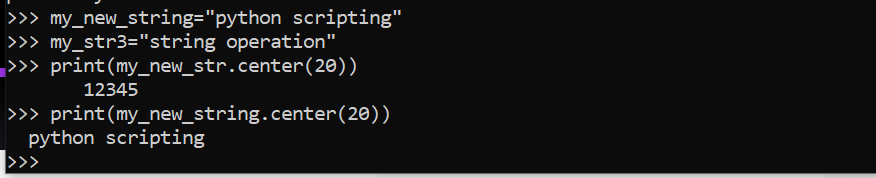 >>> my_new_string="python scripting"
>>> my_str3="string operation"
>>> print(my_new_str.center(20))
       12345
>>> print(my_new_string.center(20))
  python scripting
>>>